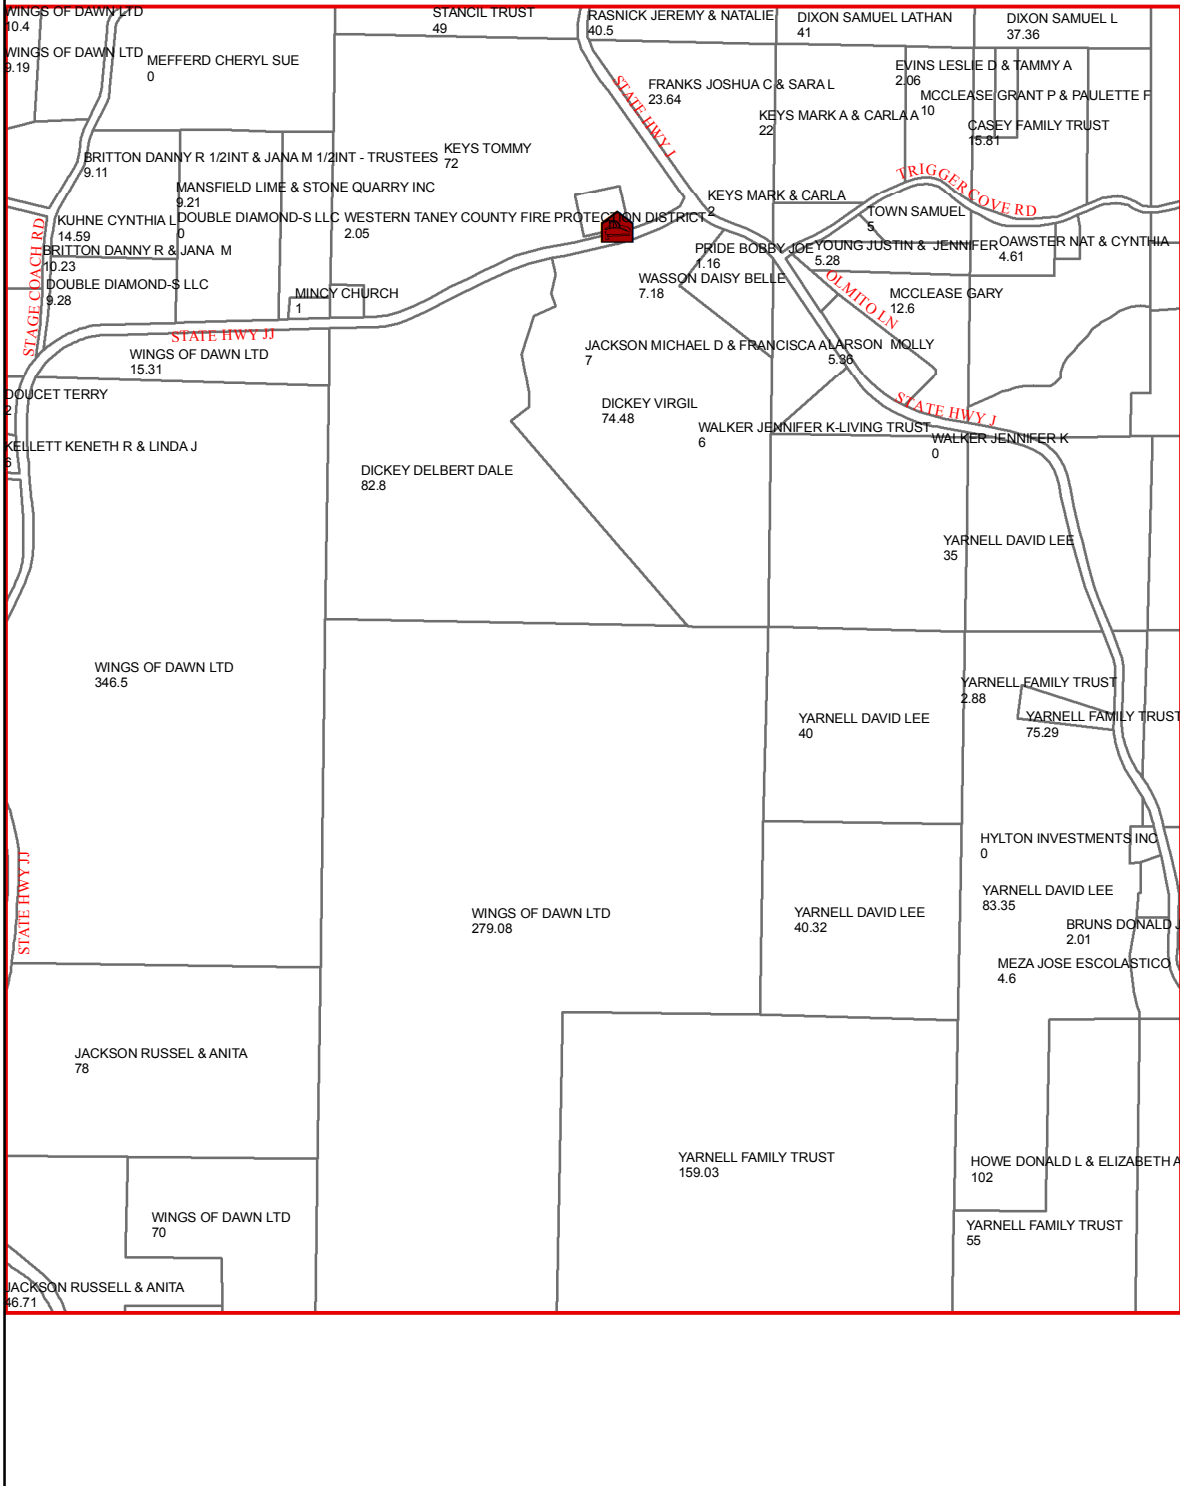 WINGS OF DAWN LTD
10.4
STANCIL TRUST
49
RASNICK JEREMY & NATALIE
40.5
DIXON SAMUEL LATHAN
41
DIXON SAMUEL L
37.36
WINGS OF DAWN LTD
9.19
MEFFERD CHERYL SUE
0
EVINS LESLIE D & TAMMY A
2.06
FRANKS JOSHUA C & SARA L
23.64
STATE HWY J
MCCLEASE GRANT P & PAULETTE F
10
KEYS MARK A & CARLA A
22
CASEY FAMILY TRUST
15.81
KEYS TOMMY
72
BRITTON DANNY R 1/2INT & JANA M 1/2INT - TRUSTEES
9.11
TRIGGER COVE RD
MANSFIELD LIME & STONE QUARRY INC
9.21
KEYS MARK & CARLA
2
TOWN SAMUEL
5
KUHNE CYNTHIA L
14.59
DOUBLE DIAMOND-S LLC
0
WESTERN TANEY COUNTY FIRE PROTECTION DISTRICT
2.05
STAGE COACH RD
BRITTON DANNY R & JANA M
10.23
PRIDE BOBBY JOE
1.16
YOUNG JUSTIN & JENNIFER
5.28
OAWSTER NAT & CYNTHIA
4.61
WASSON DAISY BELLE
7.18
DOUBLE DIAMOND-S LLC
9.28
MINCY CHURCH
1
OLMITO LN
MCCLEASE GARY
12.6
STATE HWY JJ
WINGS OF DAWN LTD
15.31
JACKSON MICHAEL D & FRANCISCA A
7
LARSON MOLLY
5.36
DOUCET TERRY
2
DICKEY VIRGIL
74.48
STATE HWY J
WALKER JENNIFER K-LIVING TRUST
6
WALKER JENNIFER K
0
KELLETT KENETH R & LINDA J
6
DICKEY DELBERT DALE
82.8
YARNELL DAVID LEE
35
WINGS OF DAWN LTD
346.5
YARNELL FAMILY TRUST
2.88
YARNELL DAVID LEE
40
YARNELL FAMILY TRUST
75.29
HYLTON INVESTMENTS INC
0
STATE HWY JJ
YARNELL DAVID LEE
83.35
WINGS OF DAWN LTD
279.08
YARNELL DAVID LEE
40.32
BRUNS DONALD J
2.01
MEZA JOSE ESCOLASTICO
4.6
JACKSON RUSSEL & ANITA
78
YARNELL FAMILY TRUST
159.03
HOWE DONALD L & ELIZABETH A
102
WINGS OF DAWN LTD
70
YARNELL FAMILY TRUST
55
JACKSON RUSSELL & ANITA
46.71